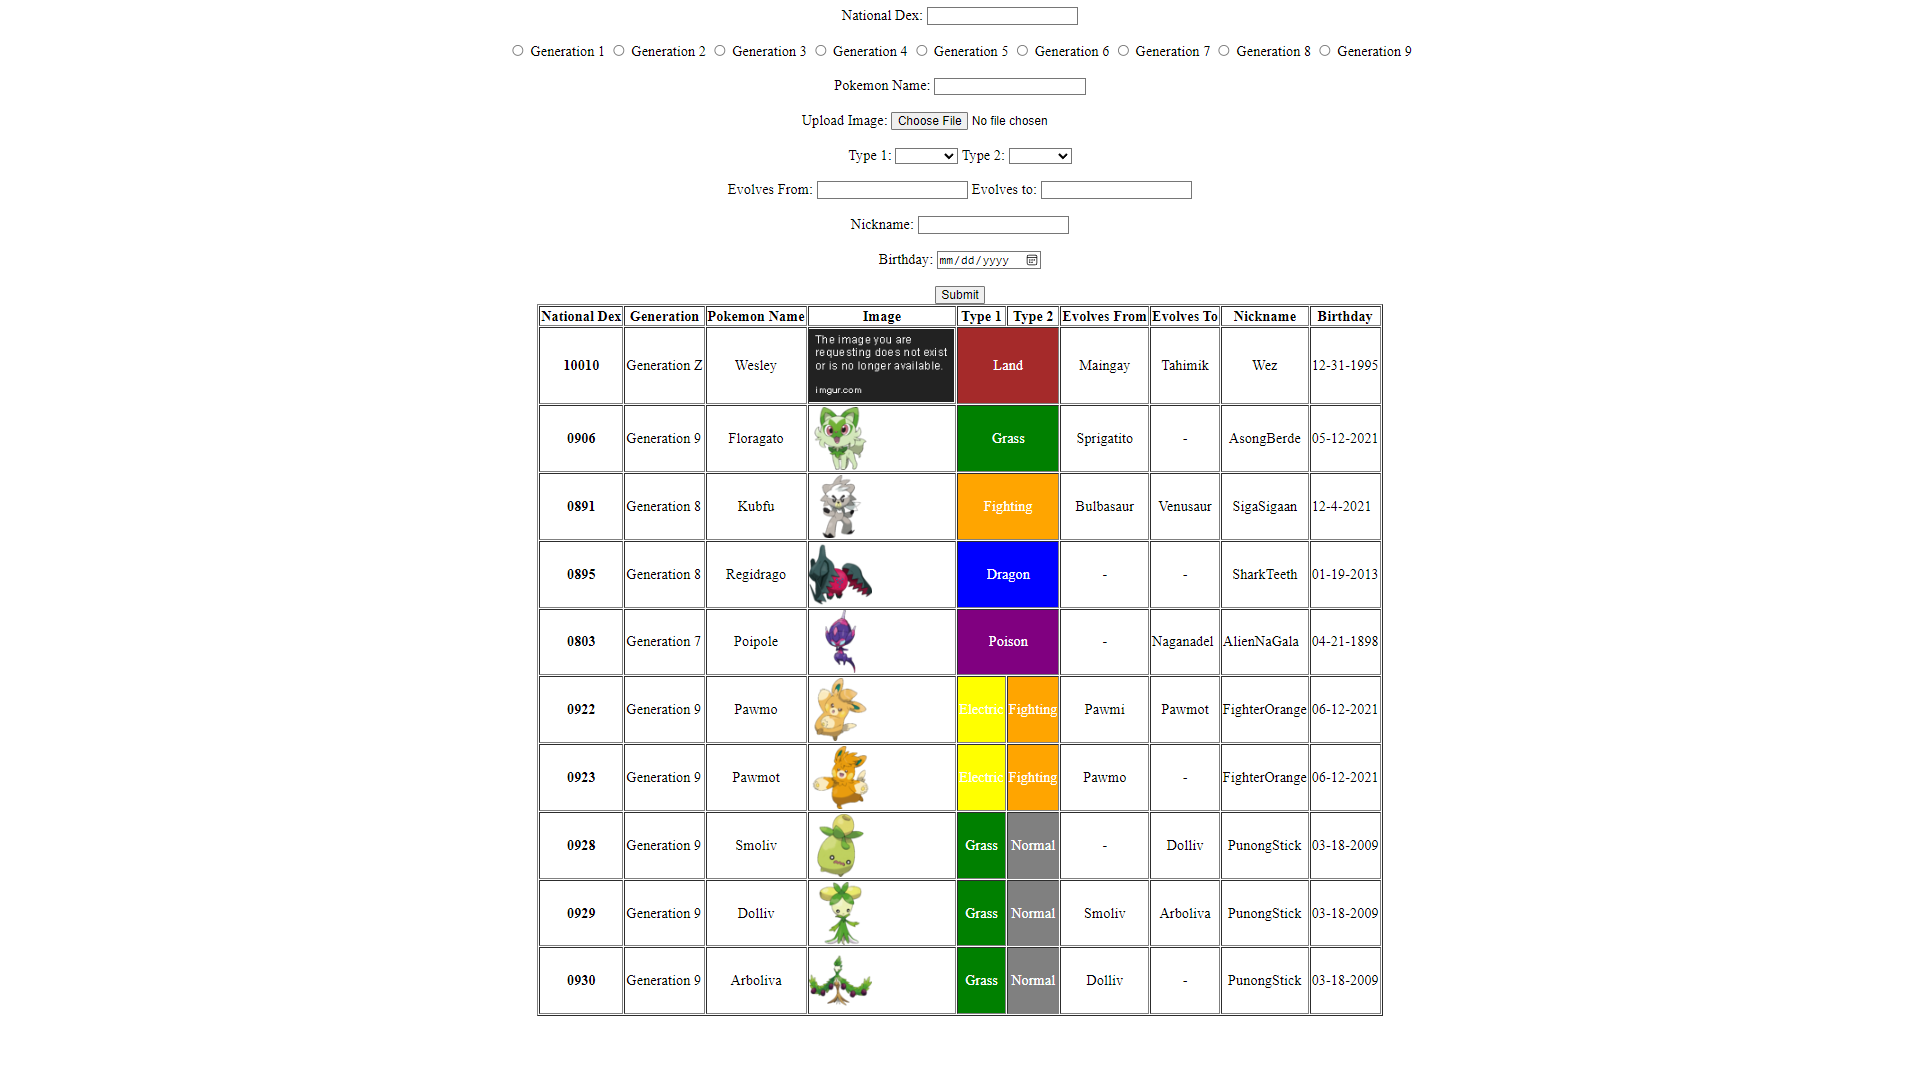 National Dex:
Generation 1 Generation 2 Generation 3 Generation 4 Generation 5 Generation 6 Generation 7 Generation 8 Generation 9
Pokemon Name:
Upload Image: Choose File No file chosen
Type 1: Type 2:
Evolves From: Evolves to:
Nickname:
Birthday: mm/dd/yyyy
Submit
National Dex Generation Pokemon Name Image Type 1 Type 2 Evolves From Evolves To Nickname Birthday
The image you are
requesting does not exist
or is no longer available.
imgur.com
10010 Generation Z Wesley Land Maingay Tahimik Wez 12-31-1995
0906 Generation 9 Floragato Grass Sprigatito - AsongBerde 05-12-2021
0891 Generation 8 Kubfu Fighting Bulbasaur Venusaur SigaSigaan 12-4-2021
0895 Generation 8 Regidrago Dragon - - SharkTeeth 01-19-2013
0803 Generation 7 Poipole Poison - Naganadel AlienNaGala 04-21-1898
0922 Generation 9 Pawmo Electric Fighting Pawmi Pawmot FighterOrange 06-12-2021
0923 Generation 9 Pawmot Electric Fighting Pawmo - FighterOrange 06-12-2021
0928 Generation 9 Smoliv Grass Normal - Dolliv PunongStick 03-18-2009
0929 Generation 9 Dolliv Grass Normal Smoliv Arboliva PunongStick 03-18-2009
0930 Generation 9 Arboliva Grass Normal Dolliv - PunongStick 03-18-2009